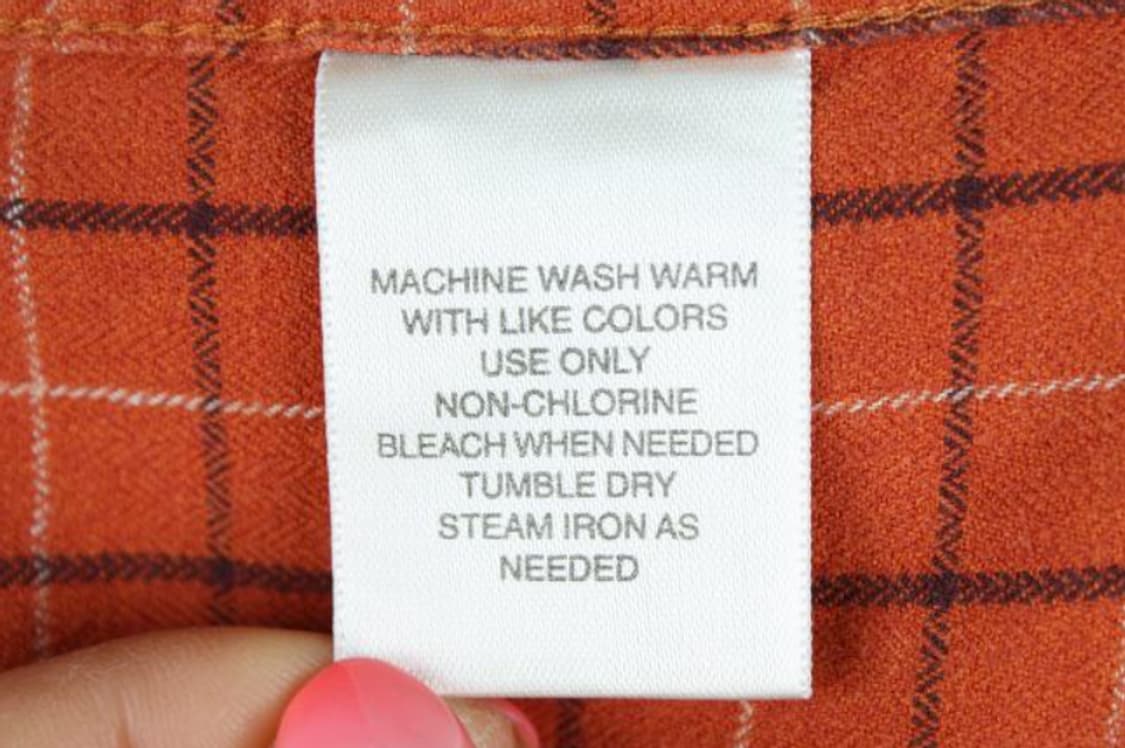 MACHINE WASH WARM
WITH LIKE COLORS
USE ONLY
NON-CHLORINE
BLEACH WHEN NEEDED
TUMBLE DRY
STEAM IRON AS
NEEDED